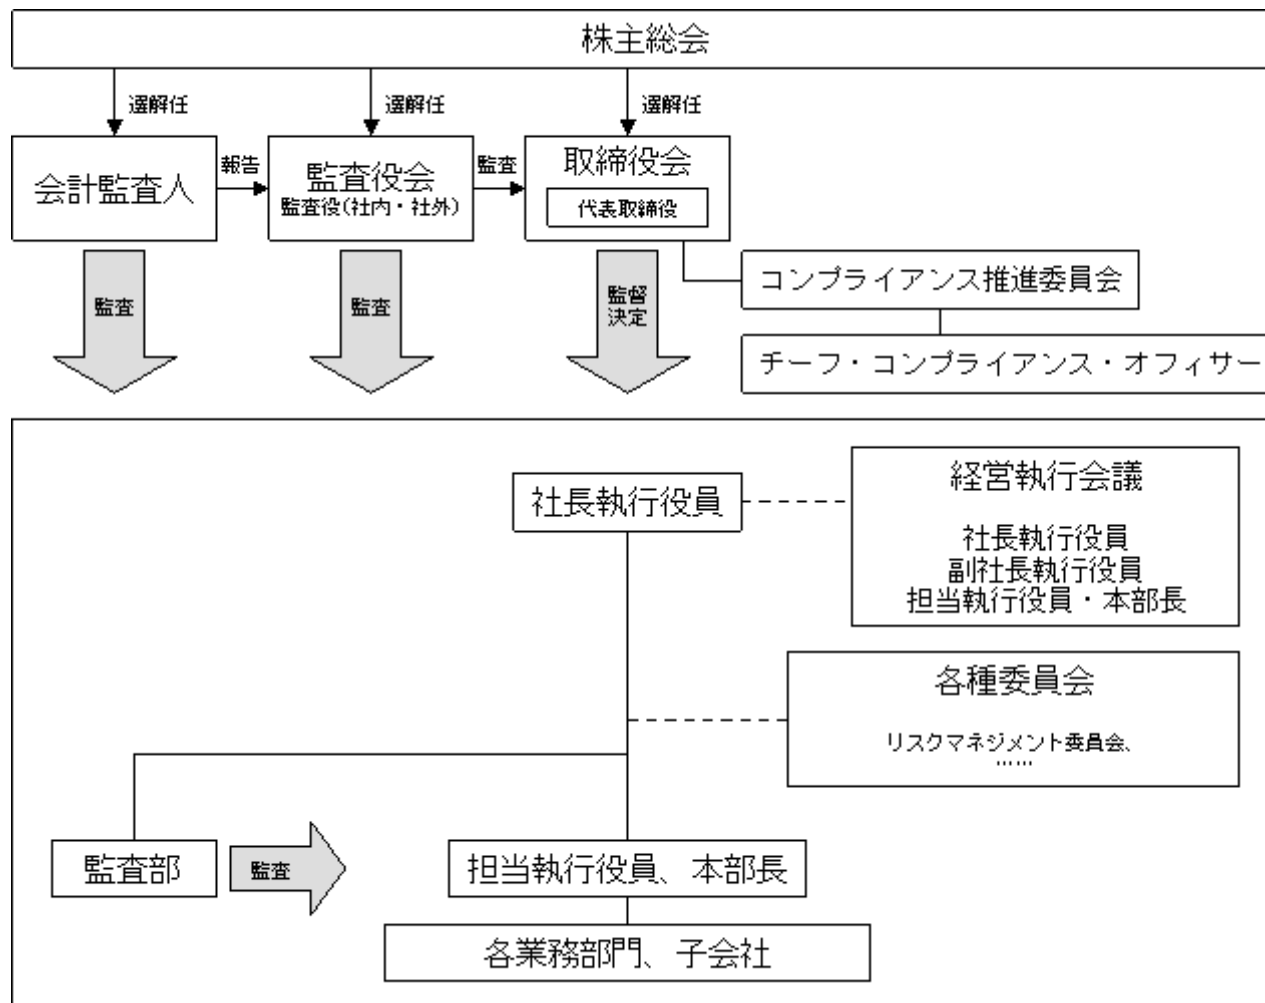 株主総会
選解任
選解任
選解任
会計監査人
報告
監査役会
監査役(社内・社外)
監査
取締役会
代表取締役
監査
監査
監督
決定
コンプライアンス推進委員会
チーフ・コンプライアンス・オフィサー
社長執行役員
経営執行会議
社長執行役員
副社長執行役員
担当執行役員・本部長
各種委員会
リスクマネジメント委員会、
……
監査部
監査
担当執行役員、本部長
各業務部門、子会社